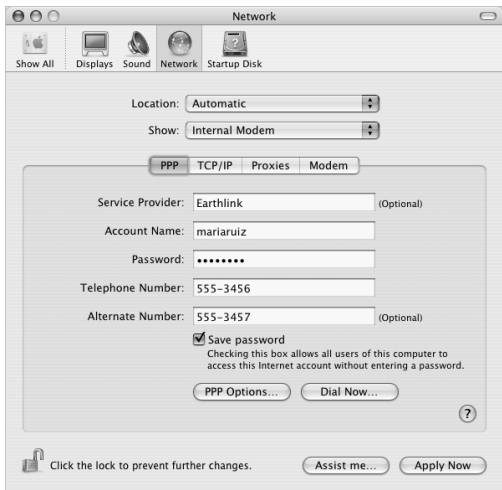 Network
Show All Displays Sound Network Startup Disk
Location: Automatic
Show: Internal Modem
PPP TCP/IP Proxies Modem
Service Provider: Earthlink (Optional)
Account Name: mariaruiz
Password: ••••••••
Telephone Number: 555-3456
Alternate Number: 555-3457 (Optional)
Save password
Checking this box allows all users of this computer to
access this Internet account without entering a password.
PPP Options... Dial Now...
?
Click the lock to prevent further changes. Assist me... Apply Now